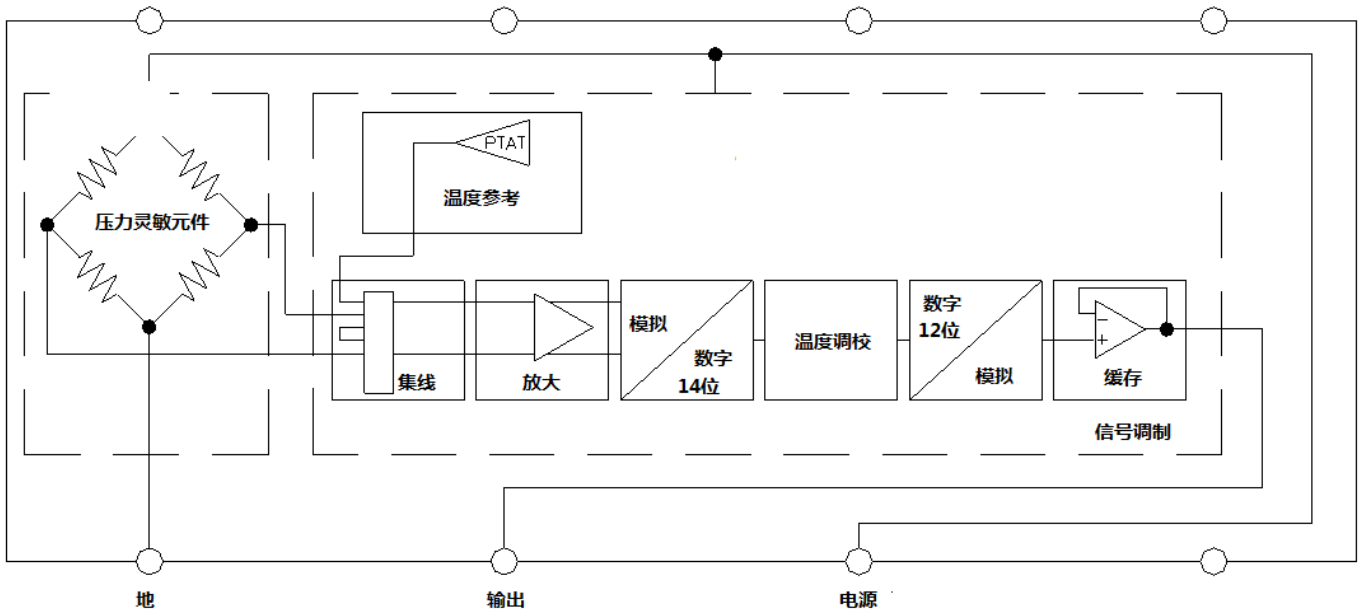 PTAT
温度参考
压力灵敏元件
集线
放大
模拟
数字
14位
温度调校
数字
12位
模拟
−
+
缓存
信号调制
地
输出
电源